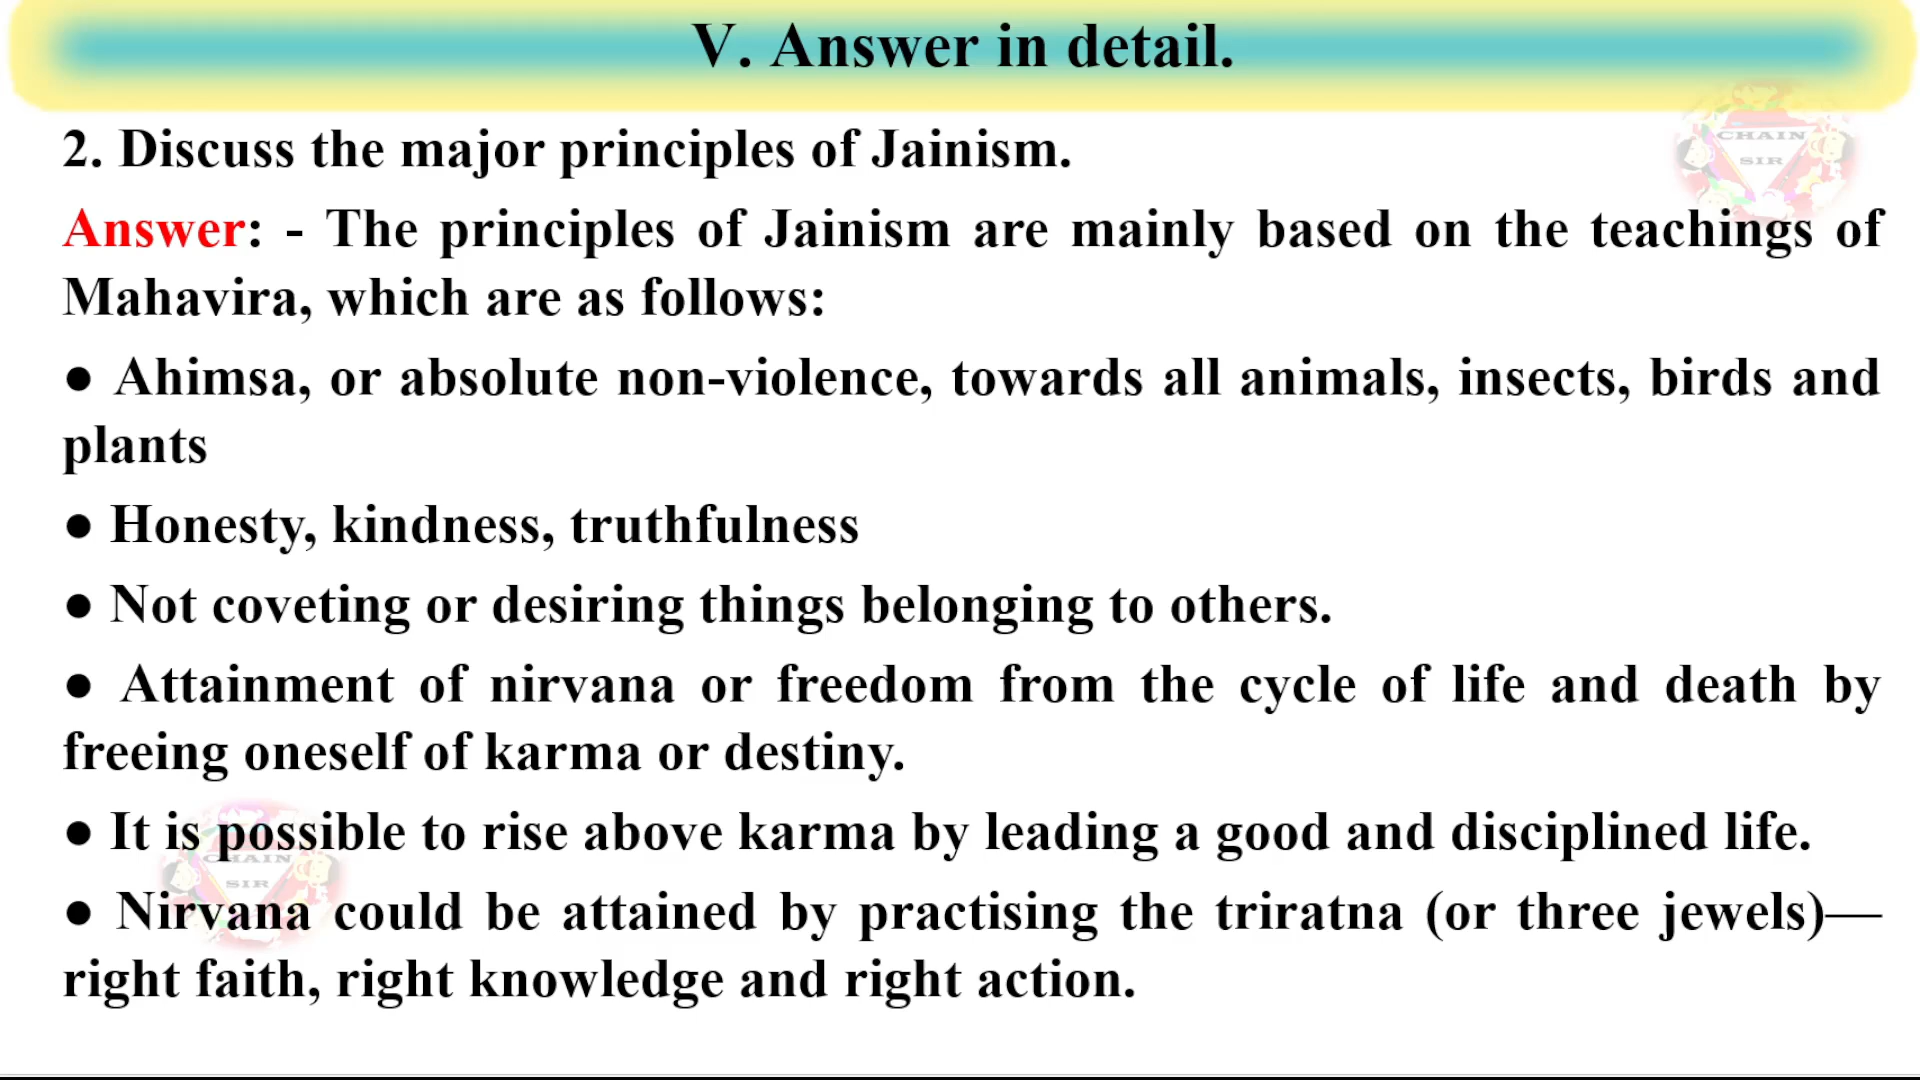 V. Answer in detail.
CHAIN
SIR
2. Discuss the major principles of Jainism.
Answer: - The principles of Jainism are mainly based on the teachings of
Mahavira, which are as follows:
● Ahimsa, or absolute non-violence, towards all animals, insects, birds and
plants
● Honesty, kindness, truthfulness
● Not coveting or desiring things belonging to others.
● Attainment of nirvana or freedom from the cycle of life and death by
freeing oneself of karma or destiny.
● It is possible to rise above karma by leading a good and disciplined life.
CHAIN
SIR
● Nirvana could be attained by practising the triratna (or three jewels)—
right faith, right knowledge and right action.